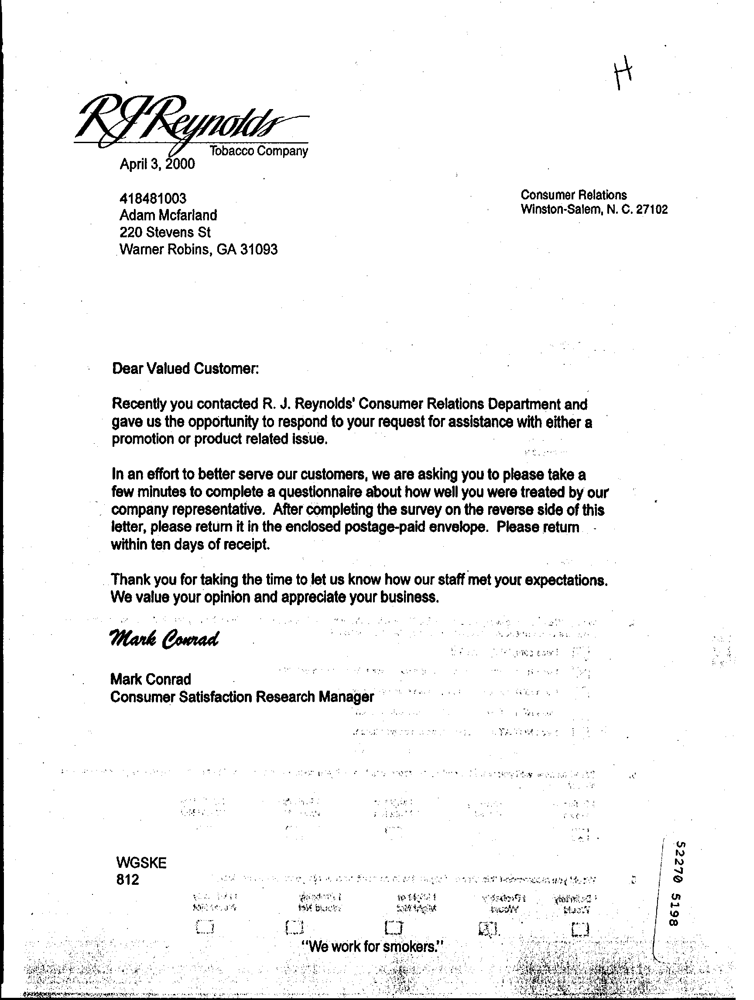 H
RJReynolds
Tobacco Company
April 3, 2000
418481003
Adam Mcfarland
220 Stevens St
Warner Robins, GA 31093
Consumer Relations
Winston-Salem, N. C. 27102
Dear Valued Customer:
Recently you contacted R. J. Reynolds' Consumer Relations Department and
gave us the opportunity to respond to your request for assistance with either a
promotion or product related issue.
In an effort to better serve our customers, we are asking you to please take a
few minutes to complete a questionnaire about how well you were treated by our
company representative. After completing the survey on the reverse side of this
letter, please return it in the enclosed postage-paid envelope. Please return
within ten days of receipt.
Thank you for taking the time to let us know how our staff met your expectations.
We value your opinion and appreciate your business.
Mark Conrad
Mark Conrad
Consumer Satisfaction Research Manager
WGSKE
812
52270 5198
"We work for smokers."